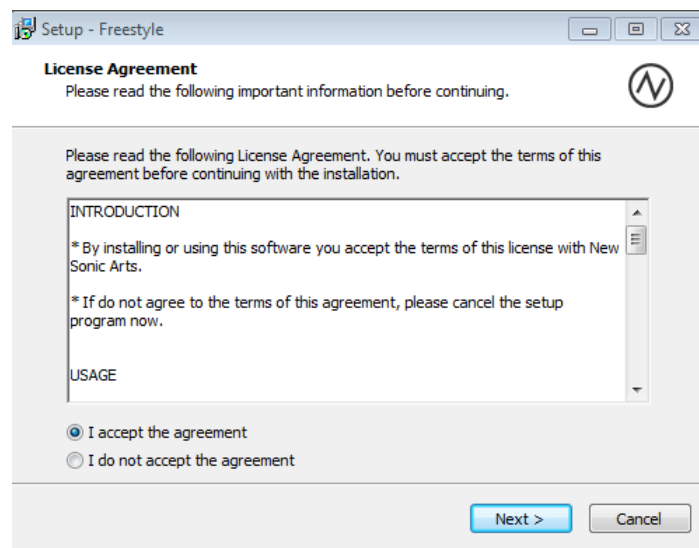 Setup - Freestyle
License Agreement
Please read the following important information before continuing.
Please read the following License Agreement. You must accept the terms of this
agreement before continuing with the installation.
INTRODUCTION
* By installing or using this software you accept the terms of this license with New
Sonic Arts.
* If do not agree to the terms of this agreement, please cancel the setup
program now.
USAGE
I accept the agreement
I do not accept the agreement
Next >
Cancel